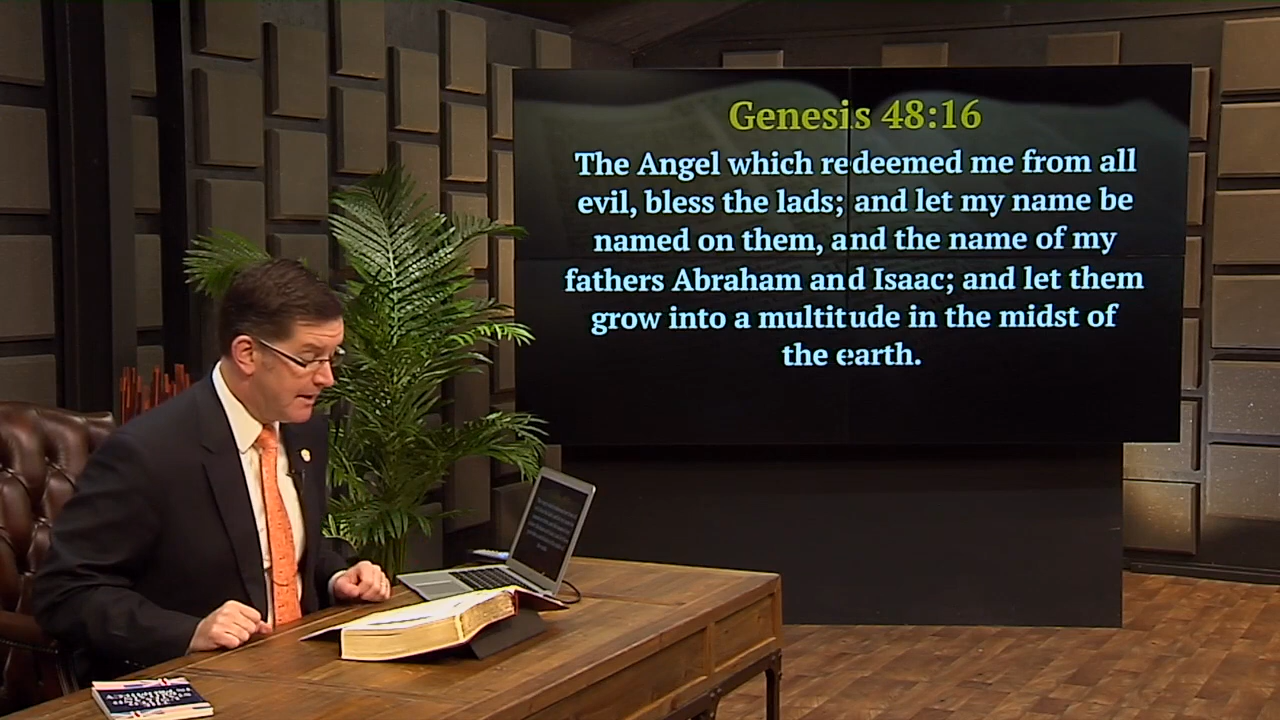 Genesis 48:16
The Angel which redeemed me from all
evil, bless the lads; and let my name be
named on them, and the name of my
fathers Abraham and Isaac; and let them
grow into a multitude in the midst of
the earth.